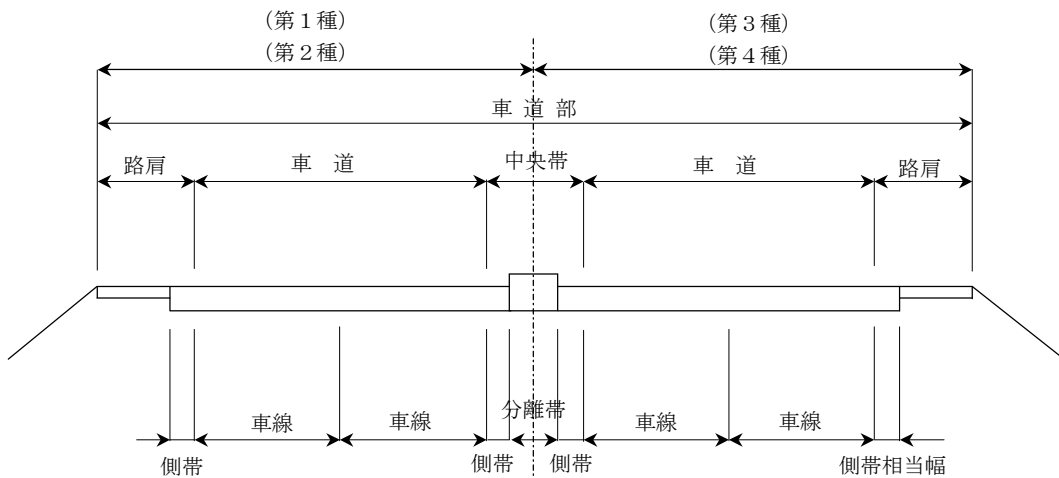 (第1種)
(第2種)
(第3種)
(第4種)
車 道 部
路肩
車 道
中央帯
車 道
路肩
車線
車線
分離帯
車線
車線
側帯
側帯
側帯
側帯相当幅